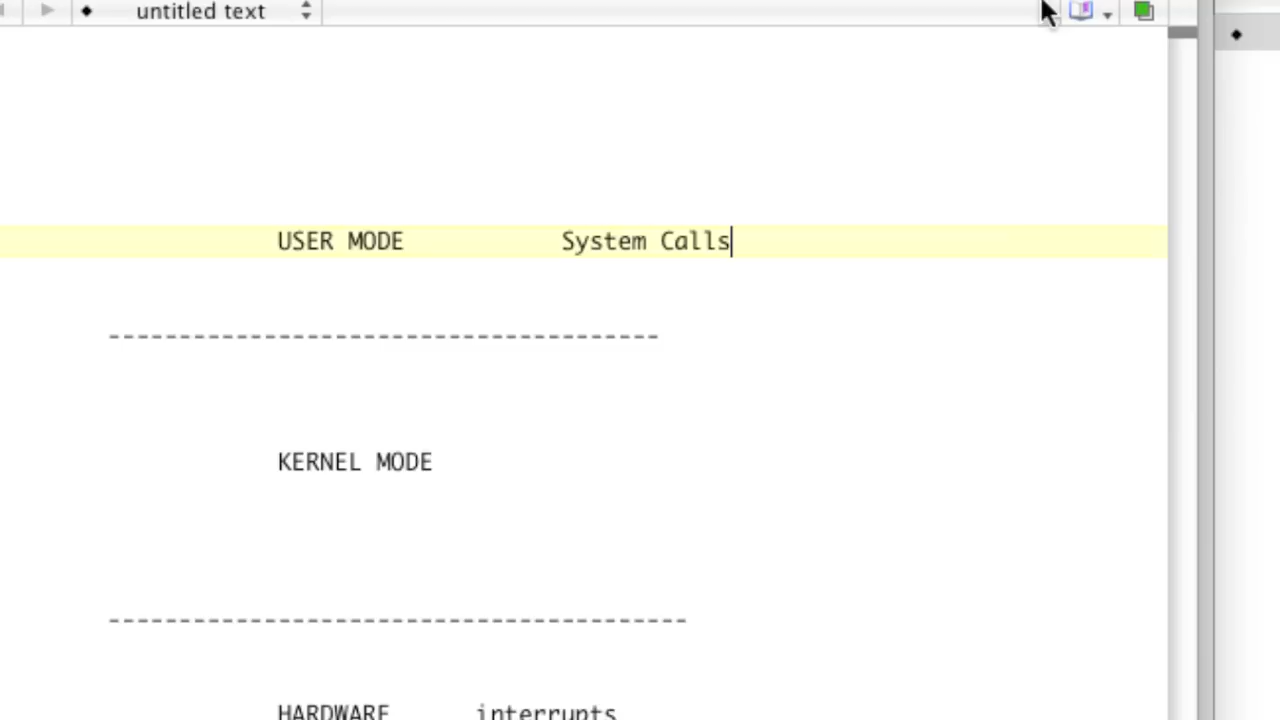 untitled text
USER MODE System Calls
---------------------------------------
KERNEL MODE
-----------------------------------------
HARDWARE interrupts